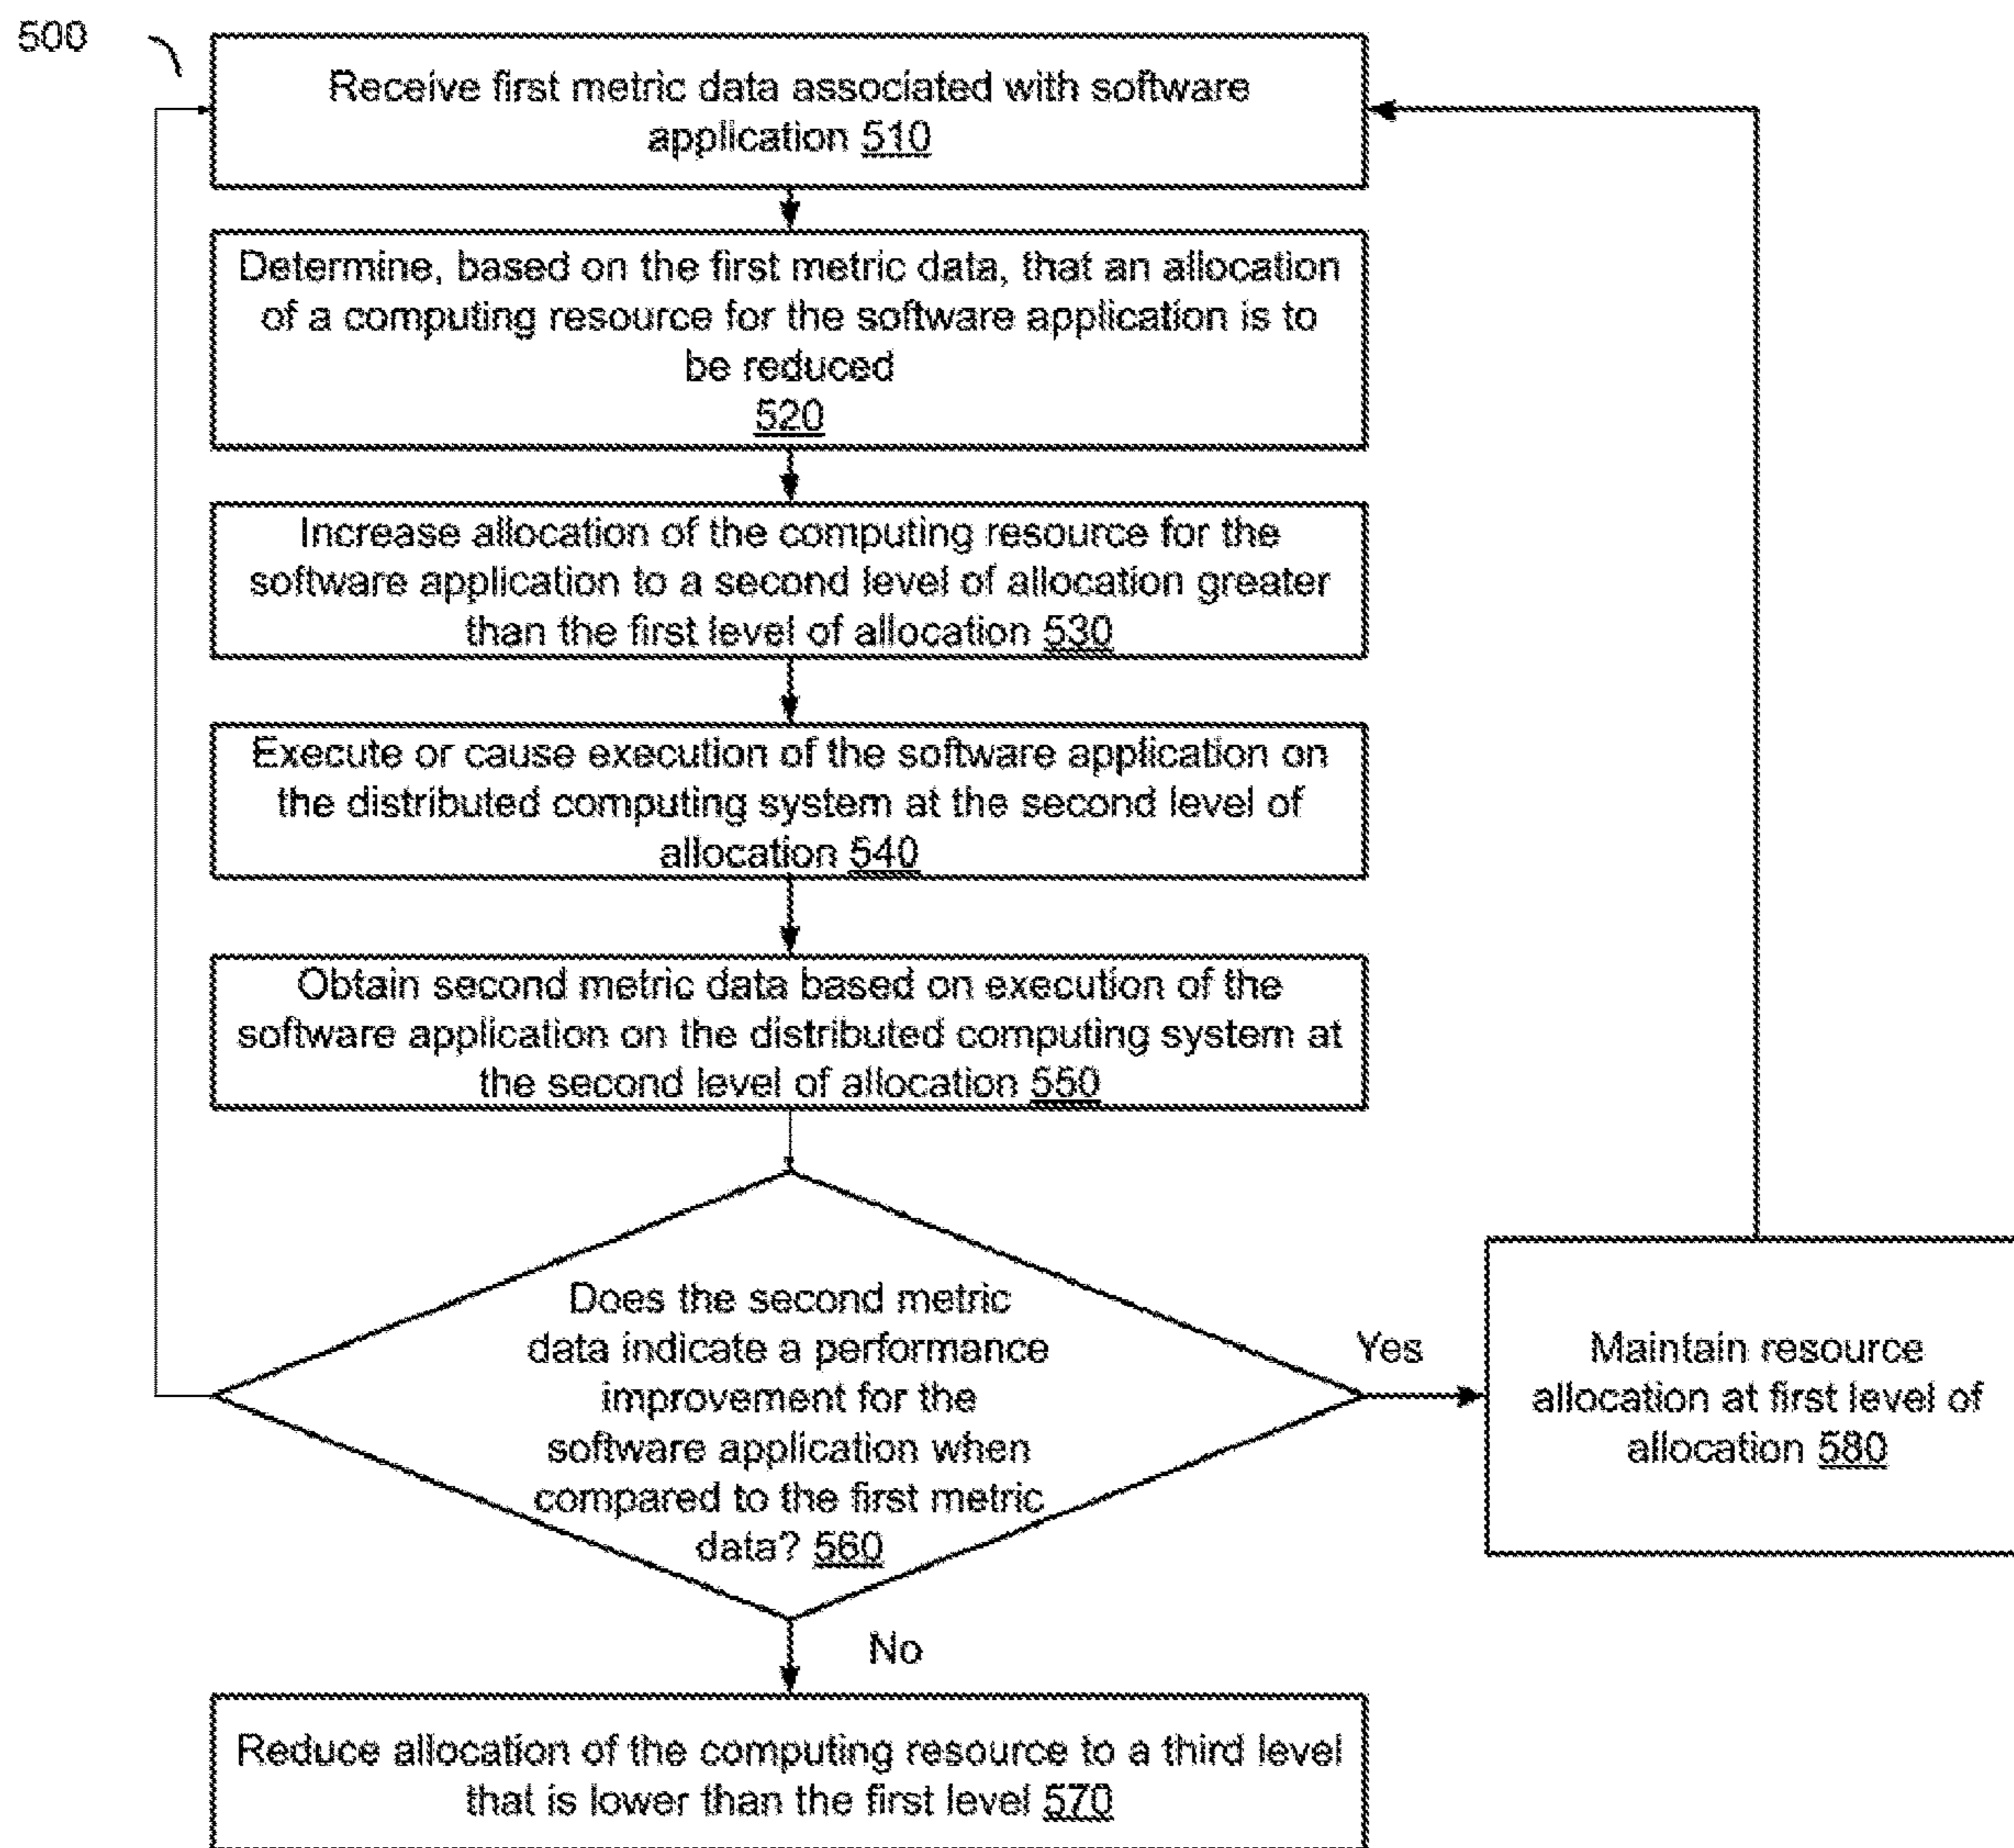 500
Receive first metric data associated with software
application 510
Determine, based on the first metric data, that an allocation
of a computing resource for the software application is to
be reduced
520
Increase allocation of the computing resource for the
software application to a second level of allocation greater
than the first level of allocation 530
Execute or cause execution of the software application on
the distributed computing system at the second level of
allocation 540
Obtain second metric data based on execution of the
software application on the distributed computing system at
the second level of allocation 550
Does the second metric
data indicate a performance
improvement for the
software application when
compared to the first metric
data? 560
Yes
Maintain resource
allocation at first level of
allocation 580
No
Reduce allocation of the computing resource to a third level
that is lower than the first level 570